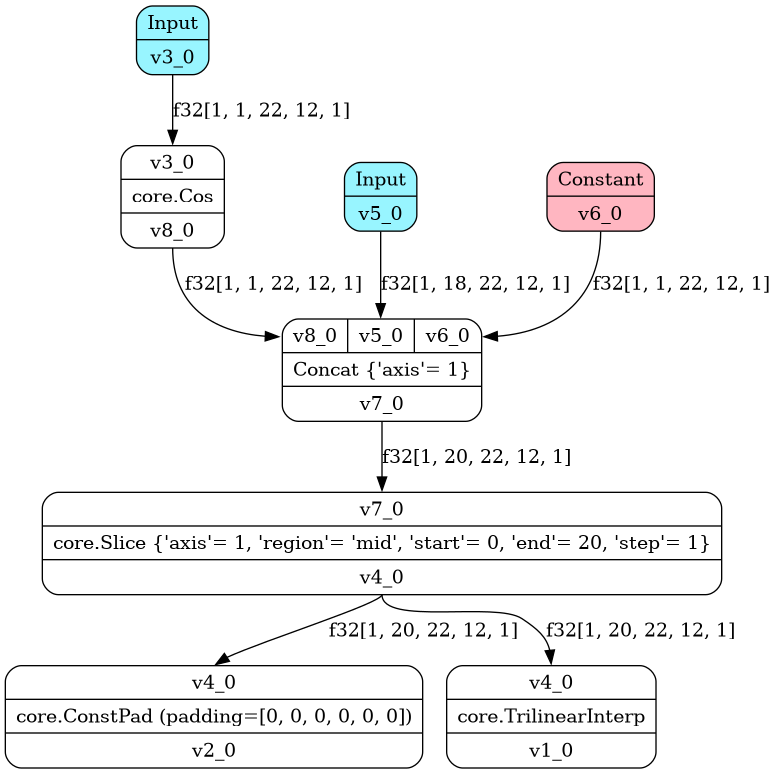 Input
v3_0
f32[1, 1, 22, 12, 1]
v3_0
core.Cos
v8_0
Input
v5_0
Constant
v6_0
f32[1, 1, 22, 12, 1]
f32[1, 18, 22, 12, 1]
f32[1, 1, 22, 12, 1]
v8_0 v5_0 v6_0
Concat {'axis'= 1}
v7_0
f32[1, 20, 22, 12, 1]
v7_0
core.Slice {'axis'= 1, 'region'= 'mid', 'start'= 0, 'end'= 20, 'step'= 1}
v4_0
f32[1, 20, 22, 12, 1]
f32[1, 20, 22, 12, 1]
v4_0
core.ConstPad (padding=[0, 0, 0, 0, 0, 0])
v2_0
v4_0
core.TrilinearInterp
v1_0